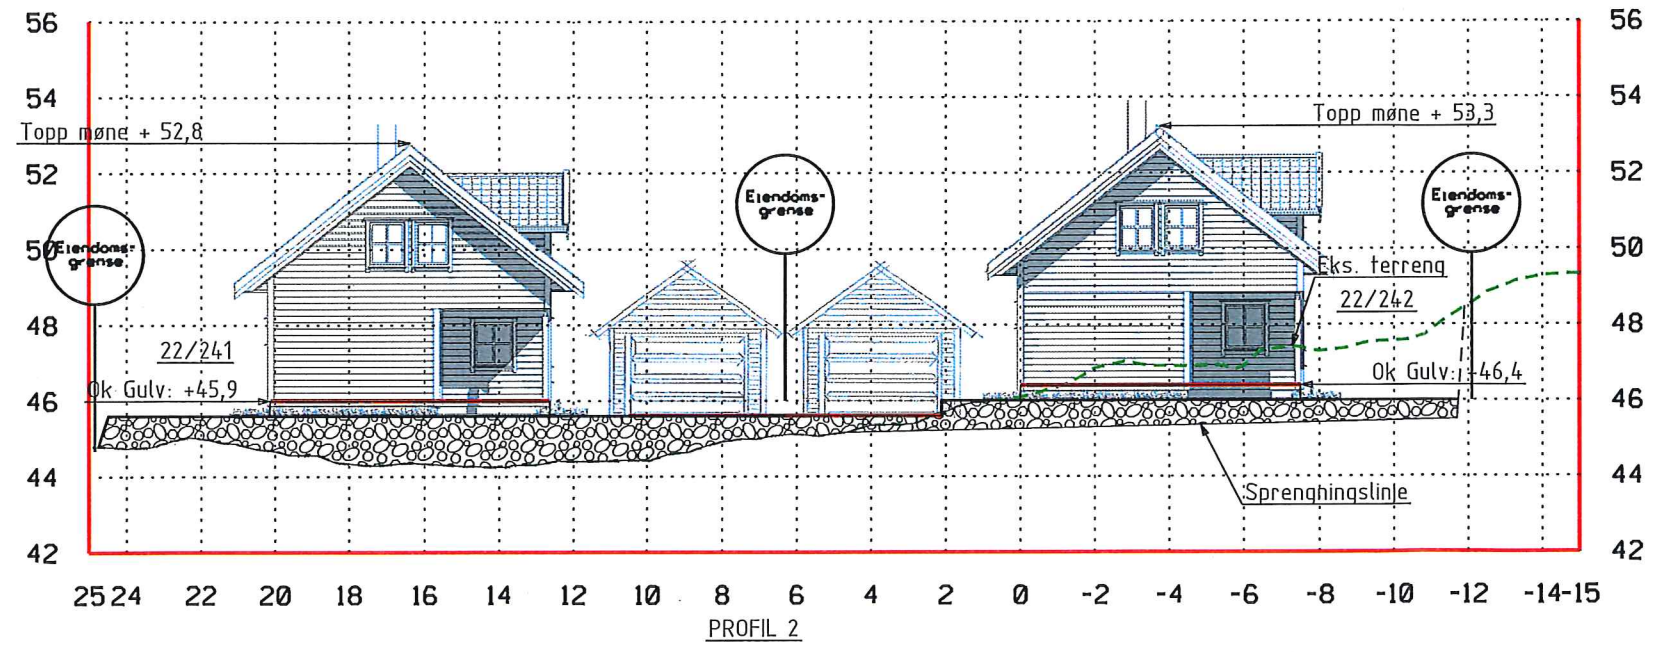 56
56
54
54
Topp møne + 52,8
Topp møne + 53,3
52
52
Eiendoms-
grense
Eiendoms-
grense
Eiendoms-
grense
50
50
Eks. terreng
22/242
48
48
22/241
Ok Gulv: +45,9
Ok Gulv: +46,4
46
46
44
44
Sprengningslinje
42
42
25 24 22 20 18 16 14 12 10 8 6 4 2 0 -2 -4 -6 -8 -10 -12 -14 -15
PROFIL 2